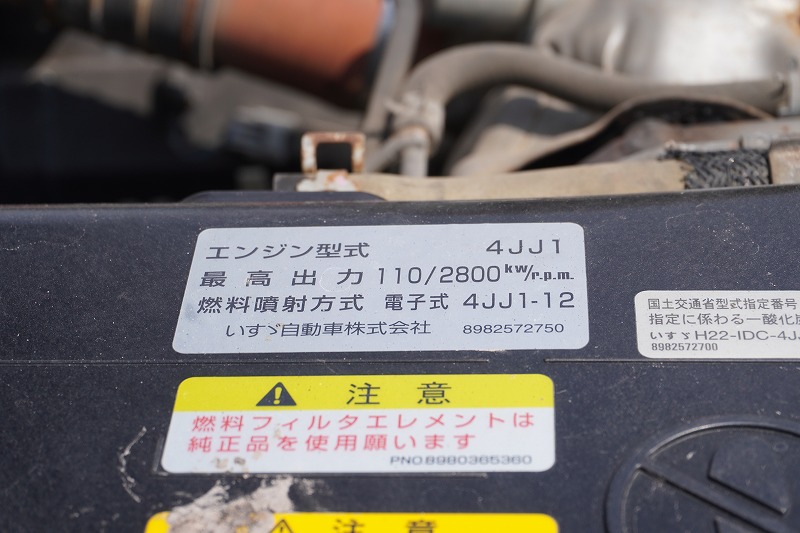 エンジン型式 4JJ1
最高出力 110/2800kw/r.p.m.
燃料噴射方式 電子式 4JJ1-12
いすゞ自動車株式会社 8982572750
国土交通省型式指定番号
指定に係わる一酸化炭
いすゞH22-IDC-4JJ
8982572700
注意
燃料フィルタエレメントは
純正品を使用願います
PNO.8980365360
注意